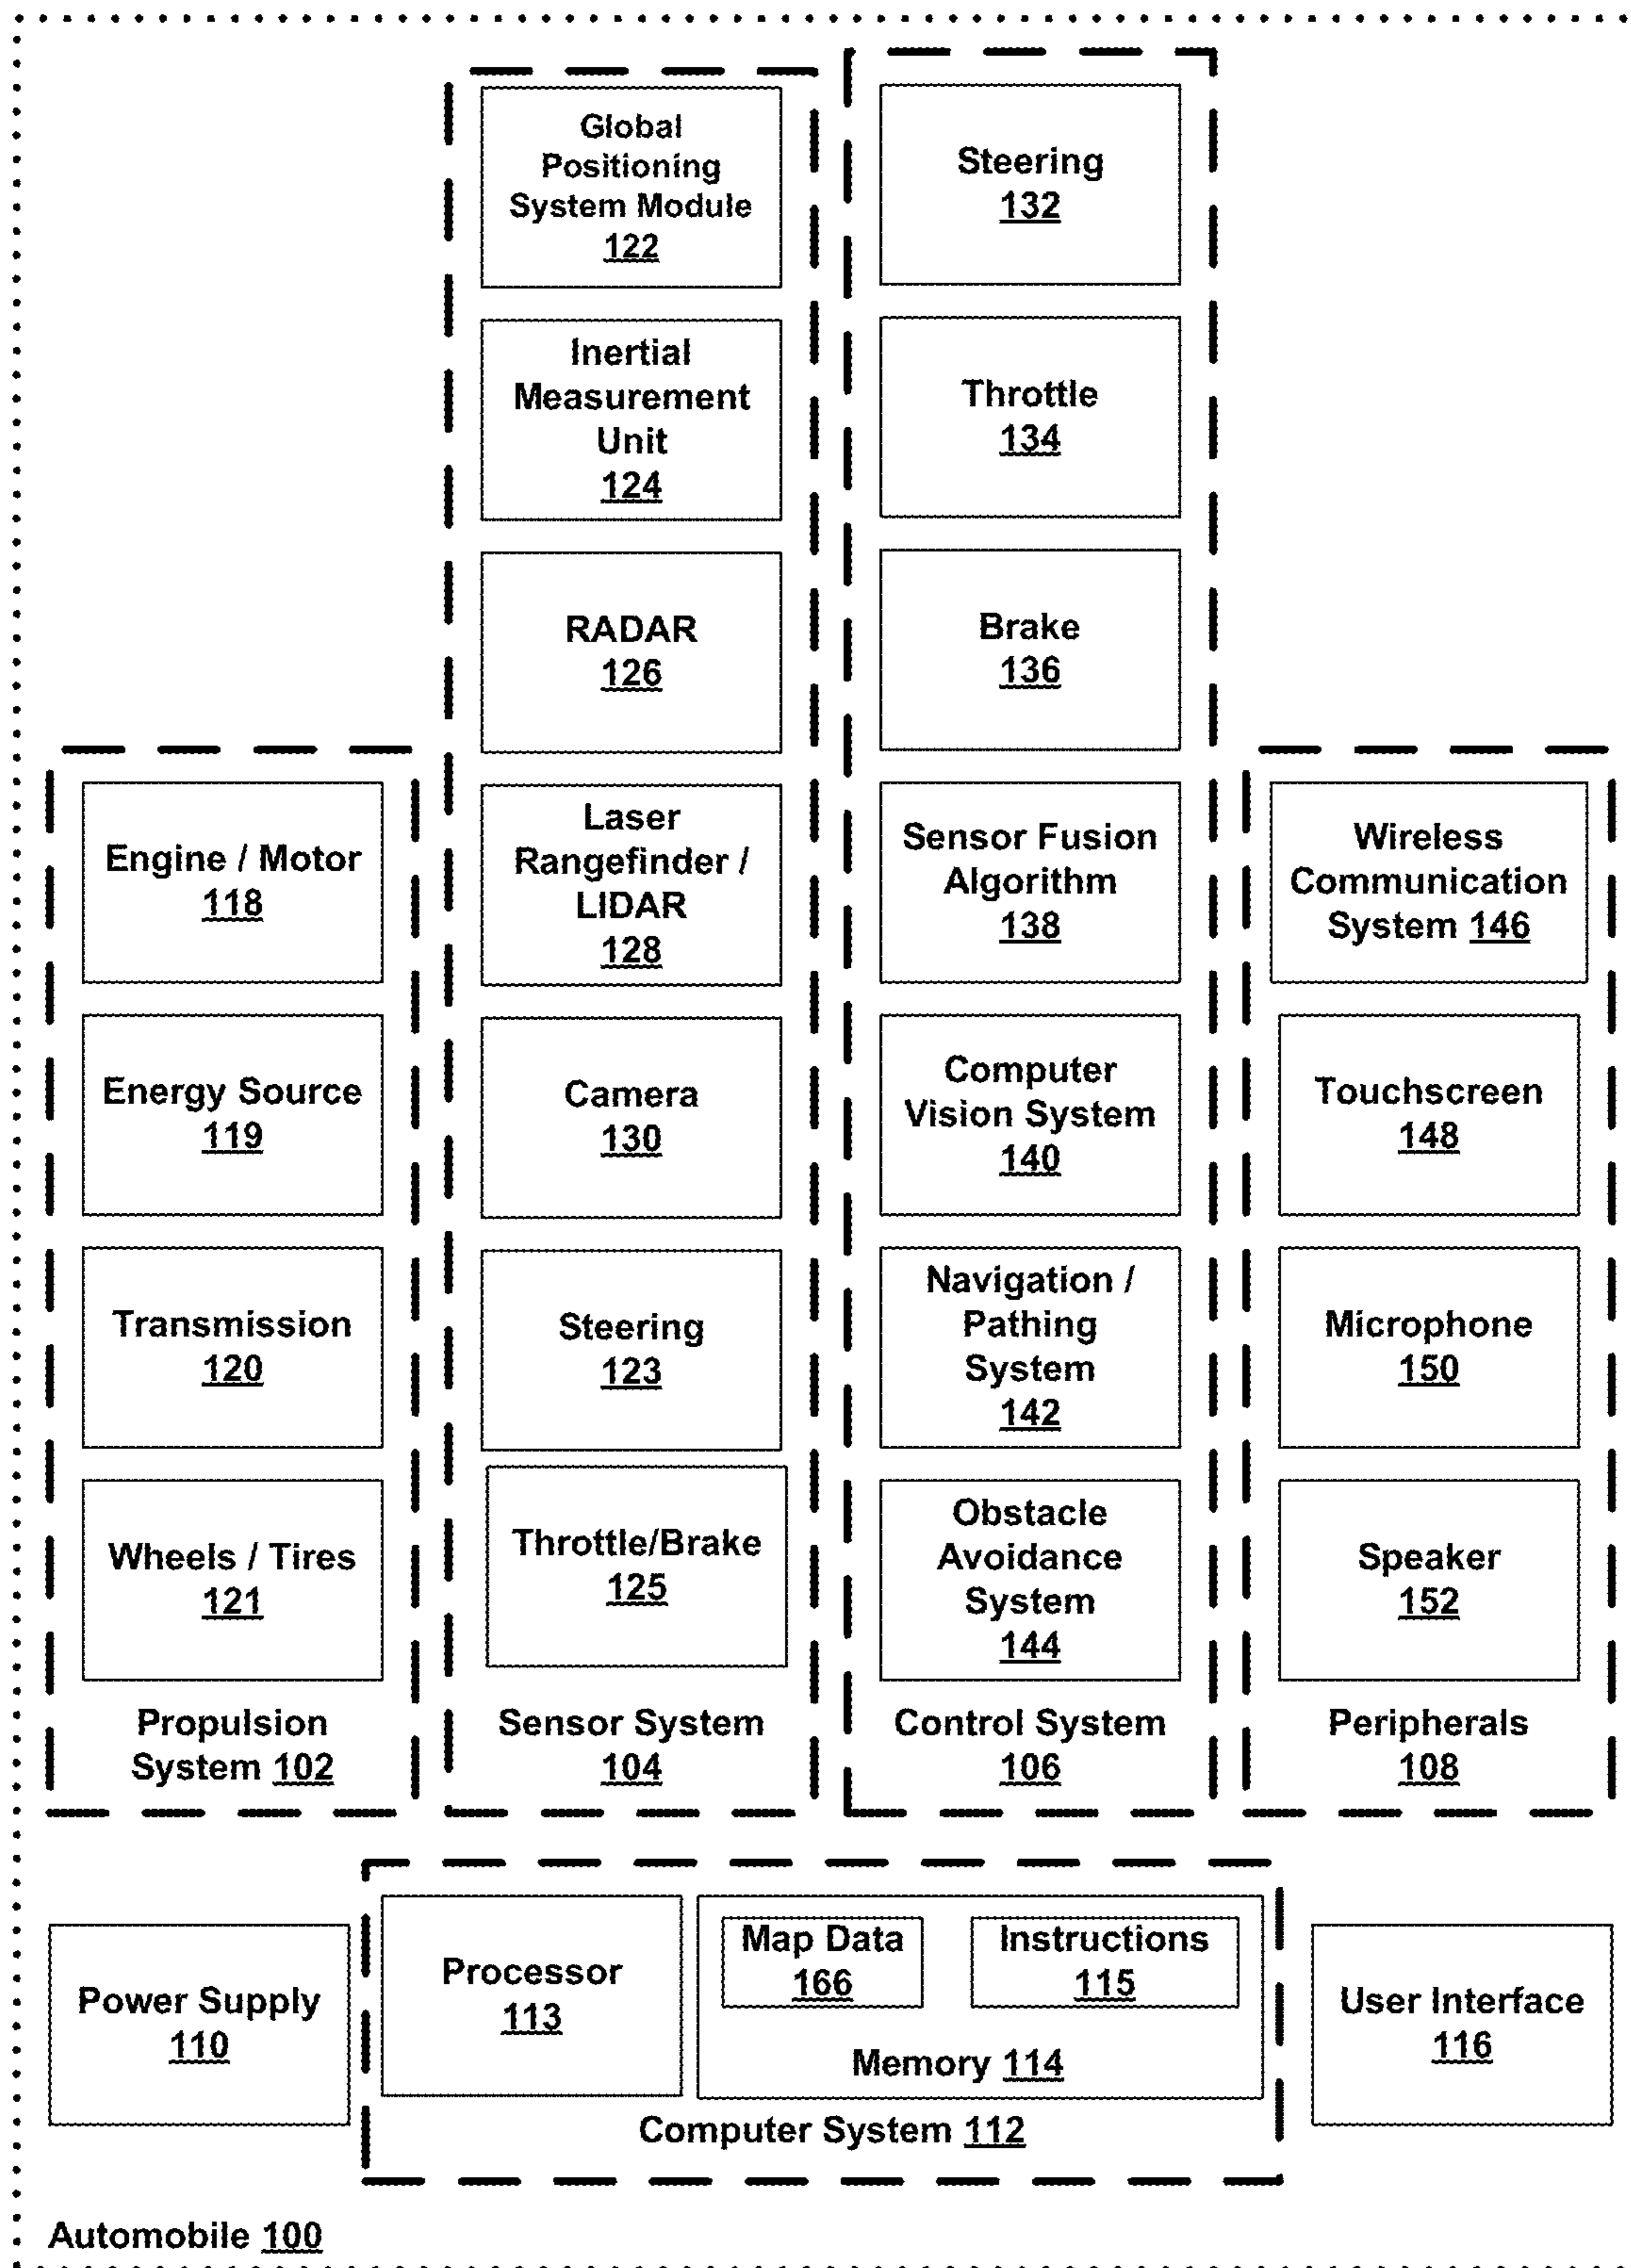 Global
Positioning
System Module
122
Inertial
Measurement
Unit
124
RADAR
126
Laser
Rangefinder /
LIDAR
128
Camera
130
Steering
123
Throttle/Brake
125
Sensor System
104
Steering
132
Throttle
134
Brake
136
Sensor Fusion
Algorithm
138
Computer
Vision System
140
Navigation /
Pathing
System
142
Obstacle
Avoidance
System
144
Control System
106
Engine / Motor
118
Energy Source
119
Transmission
120
Wheels / Tires
121
Propulsion
System 102
Wireless
Communication
System 146
Touchscreen
148
Microphone
150
Speaker
152
Peripherals
108
Power Supply
110
Processor
113
Map Data
166
Instructions
115
Memory 114
Computer System 112
User Interface
116
Automobile 100